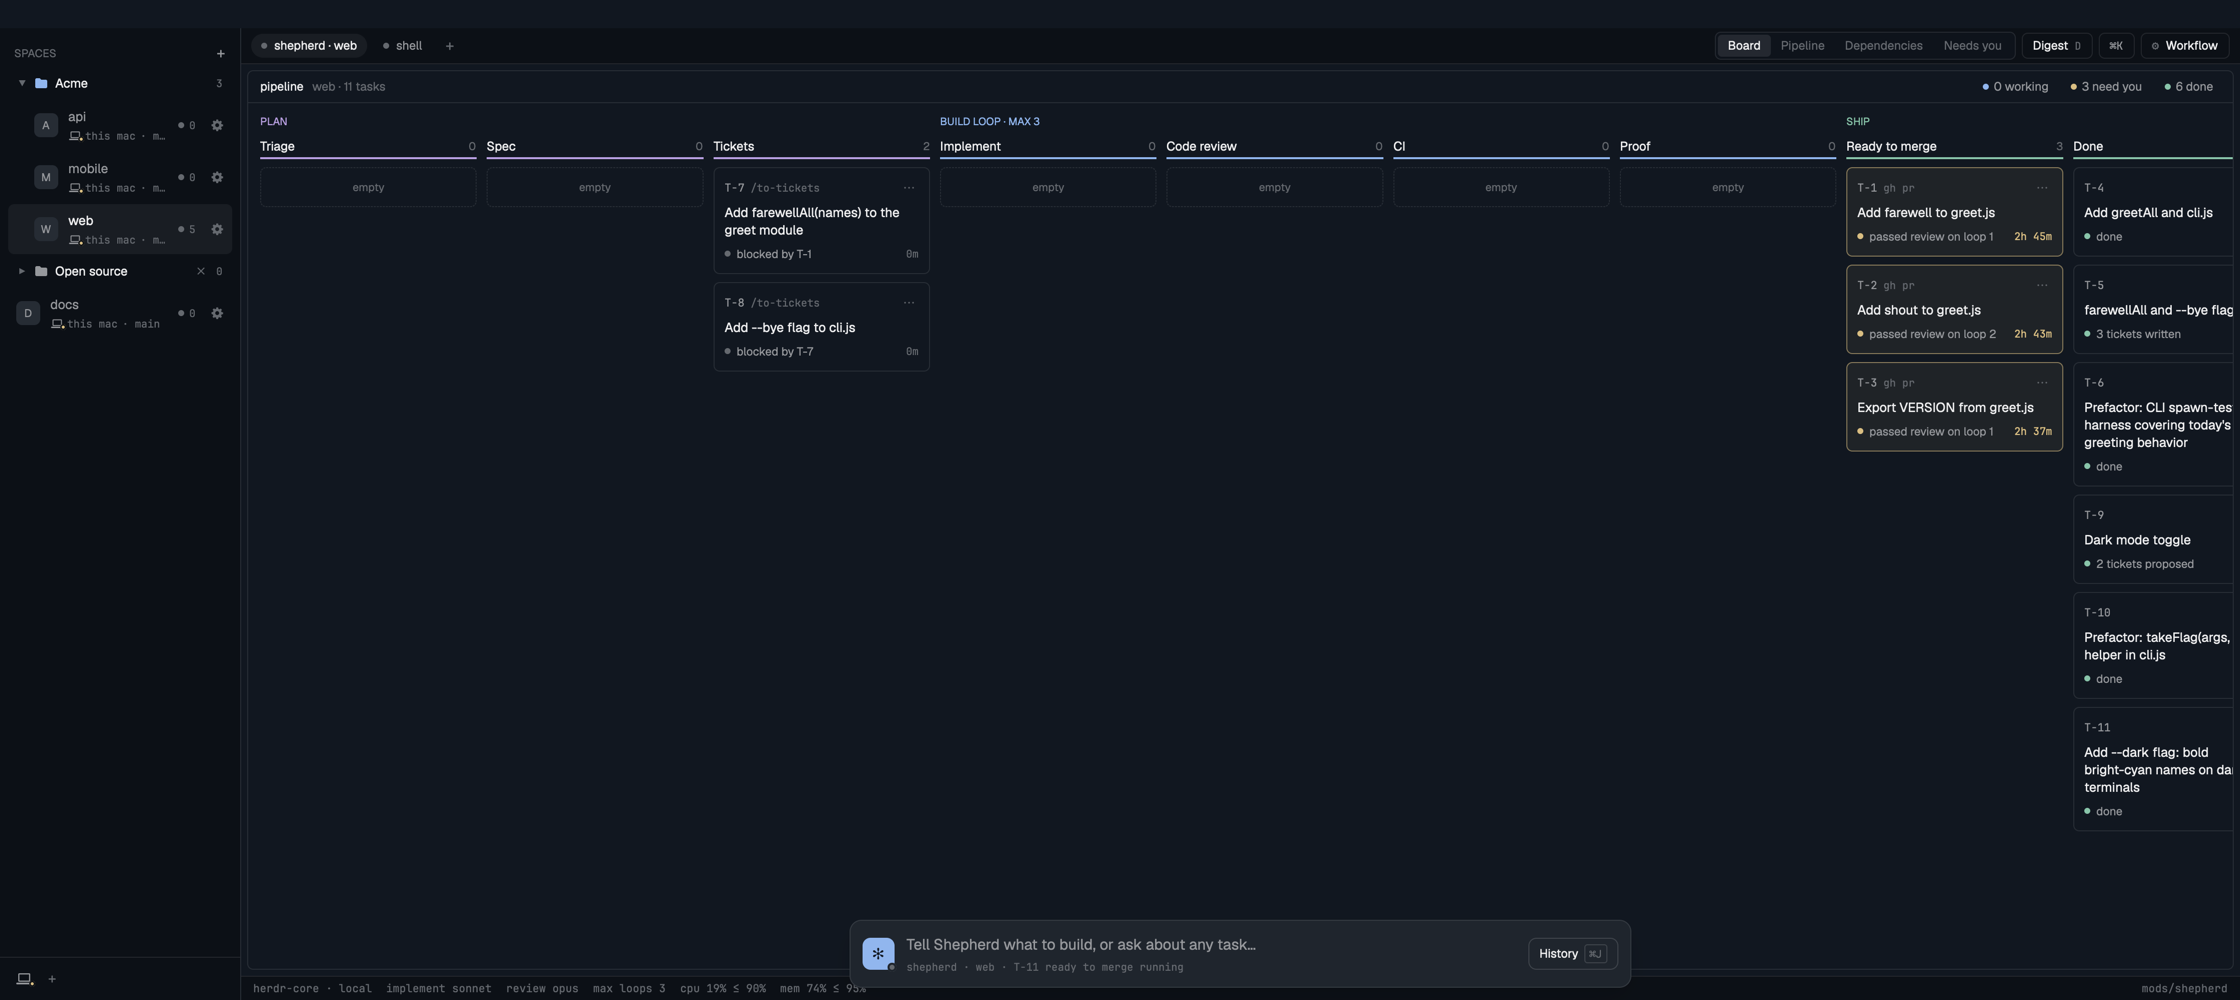 SPACES +
Acme 3
A api
this mac · m… 0
M mobile
this mac · m… 0
W web
this mac · m… 5
Open source × 0
D docs
this mac · main 0
+
shepherd · web shell +
Board Pipeline Dependencies Needs you Digest D ⌘K Workflow
pipeline web · 11 tasks 0 working 3 need you 6 done
PLAN
Triage 0
empty
Spec 0
empty
Tickets 2
T-7 /to-tickets ...
Add farewellAll(names) to the
greet module
blocked by T-1 0m
T-8 /to-tickets ...
Add --bye flag to cli.js
blocked by T-7 0m
BUILD LOOP · MAX 3
Implement 0
empty
Code review 0
empty
CI 0
empty
Proof 0
empty
SHIP
Ready to merge 3
T-1 gh pr ...
Add farewell to greet.js
passed review on loop 1 2h 45m
T-2 gh pr ...
Add shout to greet.js
passed review on loop 2 2h 43m
T-3 gh pr ...
Export VERSION from greet.js
passed review on loop 1 2h 37m
Done
T-4
Add greetAll and cli.js
done
T-5
farewellAll and --bye flag
3 tickets written
T-6
Prefactor: CLI spawn-tes
harness covering today's
greeting behavior
done
T-9
Dark mode toggle
2 tickets proposed
T-10
Prefactor: takeFlag(args,
helper in cli.js
done
T-11
Add --dark flag: bold
bright-cyan names on da
terminals
done
Tell Shepherd what to build, or ask about any task…
shepherd · web · T-11 ready to merge running
History ⌘J
herdr-core · local implement sonnet review opus max loops 3 cpu 19% ≤ 90% mem 74% ≤ 95% mods/shepherd